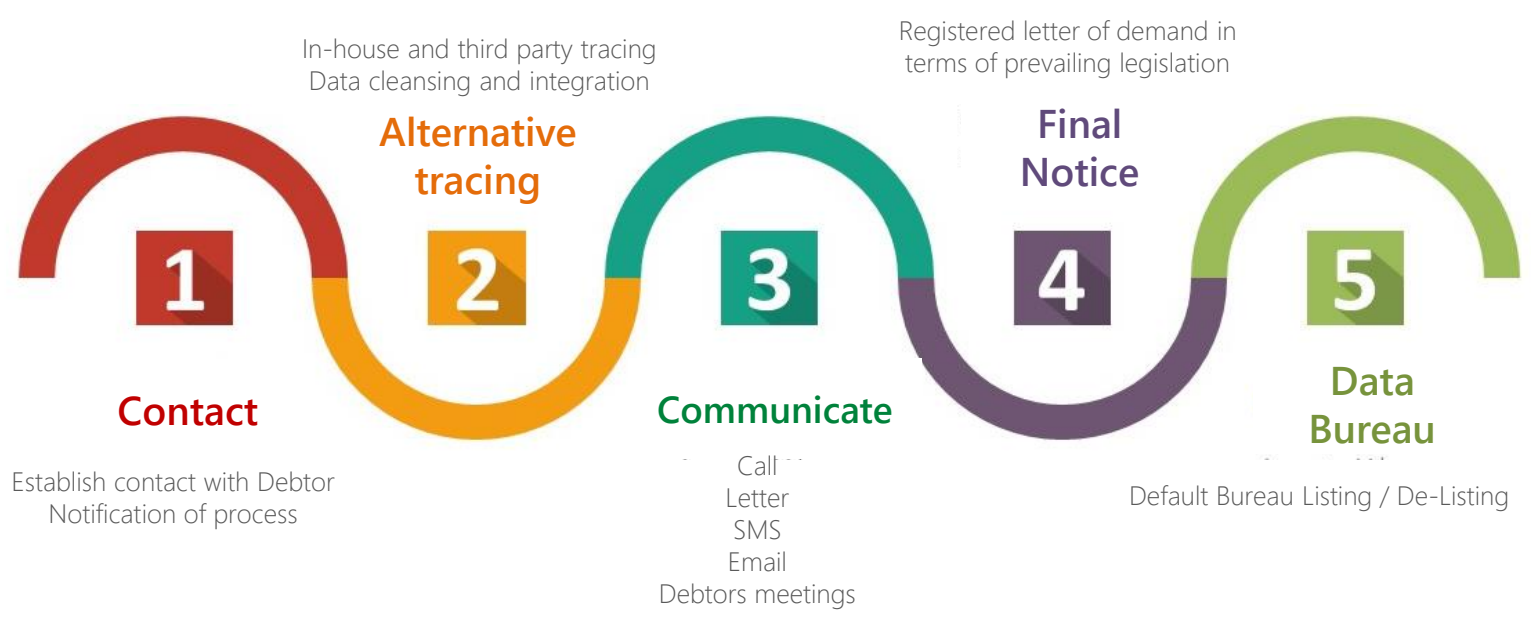 1
Contact
Establish contact with Debtor
Notification of process
In-house and third party tracing
Data cleansing and integration
Alternative
tracing
2
3
Communicate
Call
Letter
SMS
Email
Debtors meetings
Registered letter of demand in
terms of prevailing legislation
Final
Notice
4
5
Data
Bureau
Default Bureau Listing / De-Listing